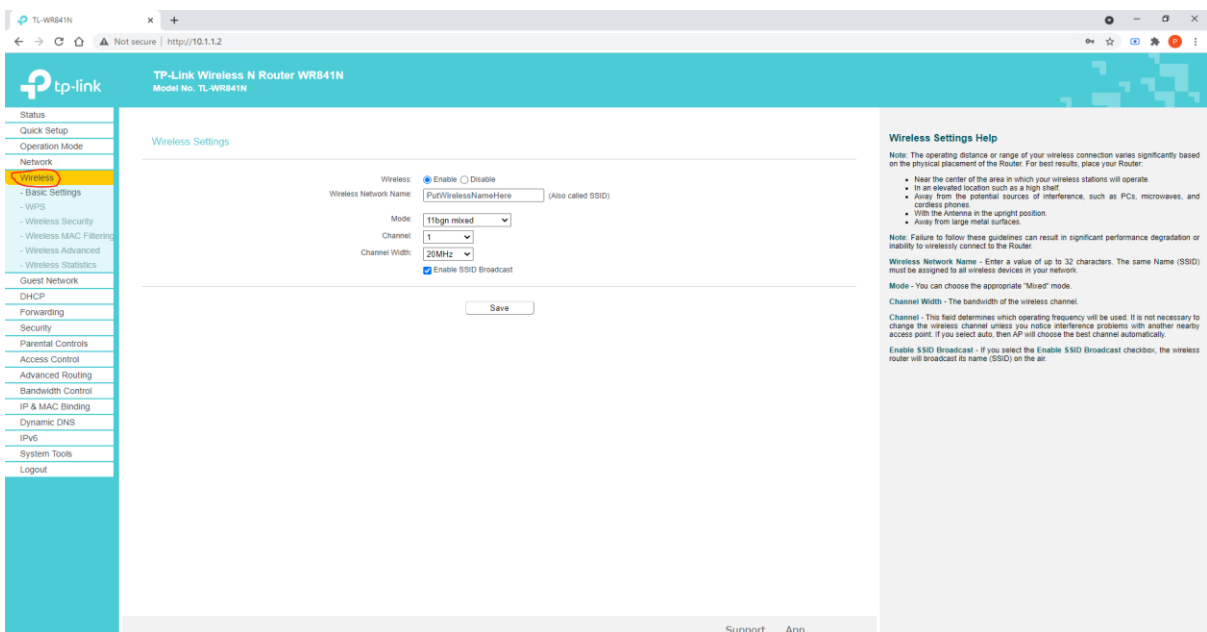 TL-WR841N
Not secure | http://10.1.1.2
P
tp-link
TP-Link Wireless N Router WR841N
Model No. TL-WR841N
Status
Quick Setup
Operation Mode
Network
Wireless
- Basic Settings
- WPS
- Wireless Security
- Wireless MAC Filtering
- Wireless Advanced
- Wireless Statistics
Guest Network
DHCP
Forwarding
Security
Parental Controls
Access Control
Advanced Routing
Bandwidth Control
IP & MAC Binding
Dynamic DNS
IPv6
System Tools
Logout
Wireless Settings
Wireless: Enable Disable
Wireless Network Name: PutWirelessNameHere (Also called SSID)
Mode: 11bgn mixed
Channel: 1
Channel Width: 20MHz
Enable SSID Broadcast
Save
Wireless Settings Help
Note: The operating distance or range of your wireless connection varies significantly based
on the physical placement of the Router. For best results, place your Router:
• Near the center of the area in which your wireless stations will operate.
• In an elevated location such as a high shelf.
• Away from the potential sources of interference, such as PCs, microwaves, and
cordless phones.
• With the Antenna in the upright position.
• Away from large metal surfaces.
Note: Failure to follow these guidelines can result in significant performance degradation or
inability to wirelessly connect to the Router.
Wireless Network Name - Enter a value of up to 32 characters. The same Name (SSID)
must be assigned to all wireless devices in your network.
Mode - You can choose the appropriate "Mixed" mode.
Channel Width - The bandwidth of the wireless channel.
Channel - This field determines which operating frequency will be used. It is not necessary to
change the wireless channel unless you notice interference problems with another nearby
access point. If you select auto, then AP will choose the best channel automatically.
Enable SSID Broadcast - If you select the Enable SSID Broadcast checkbox, the wireless
router will broadcast its name (SSID) on the air.
Support App